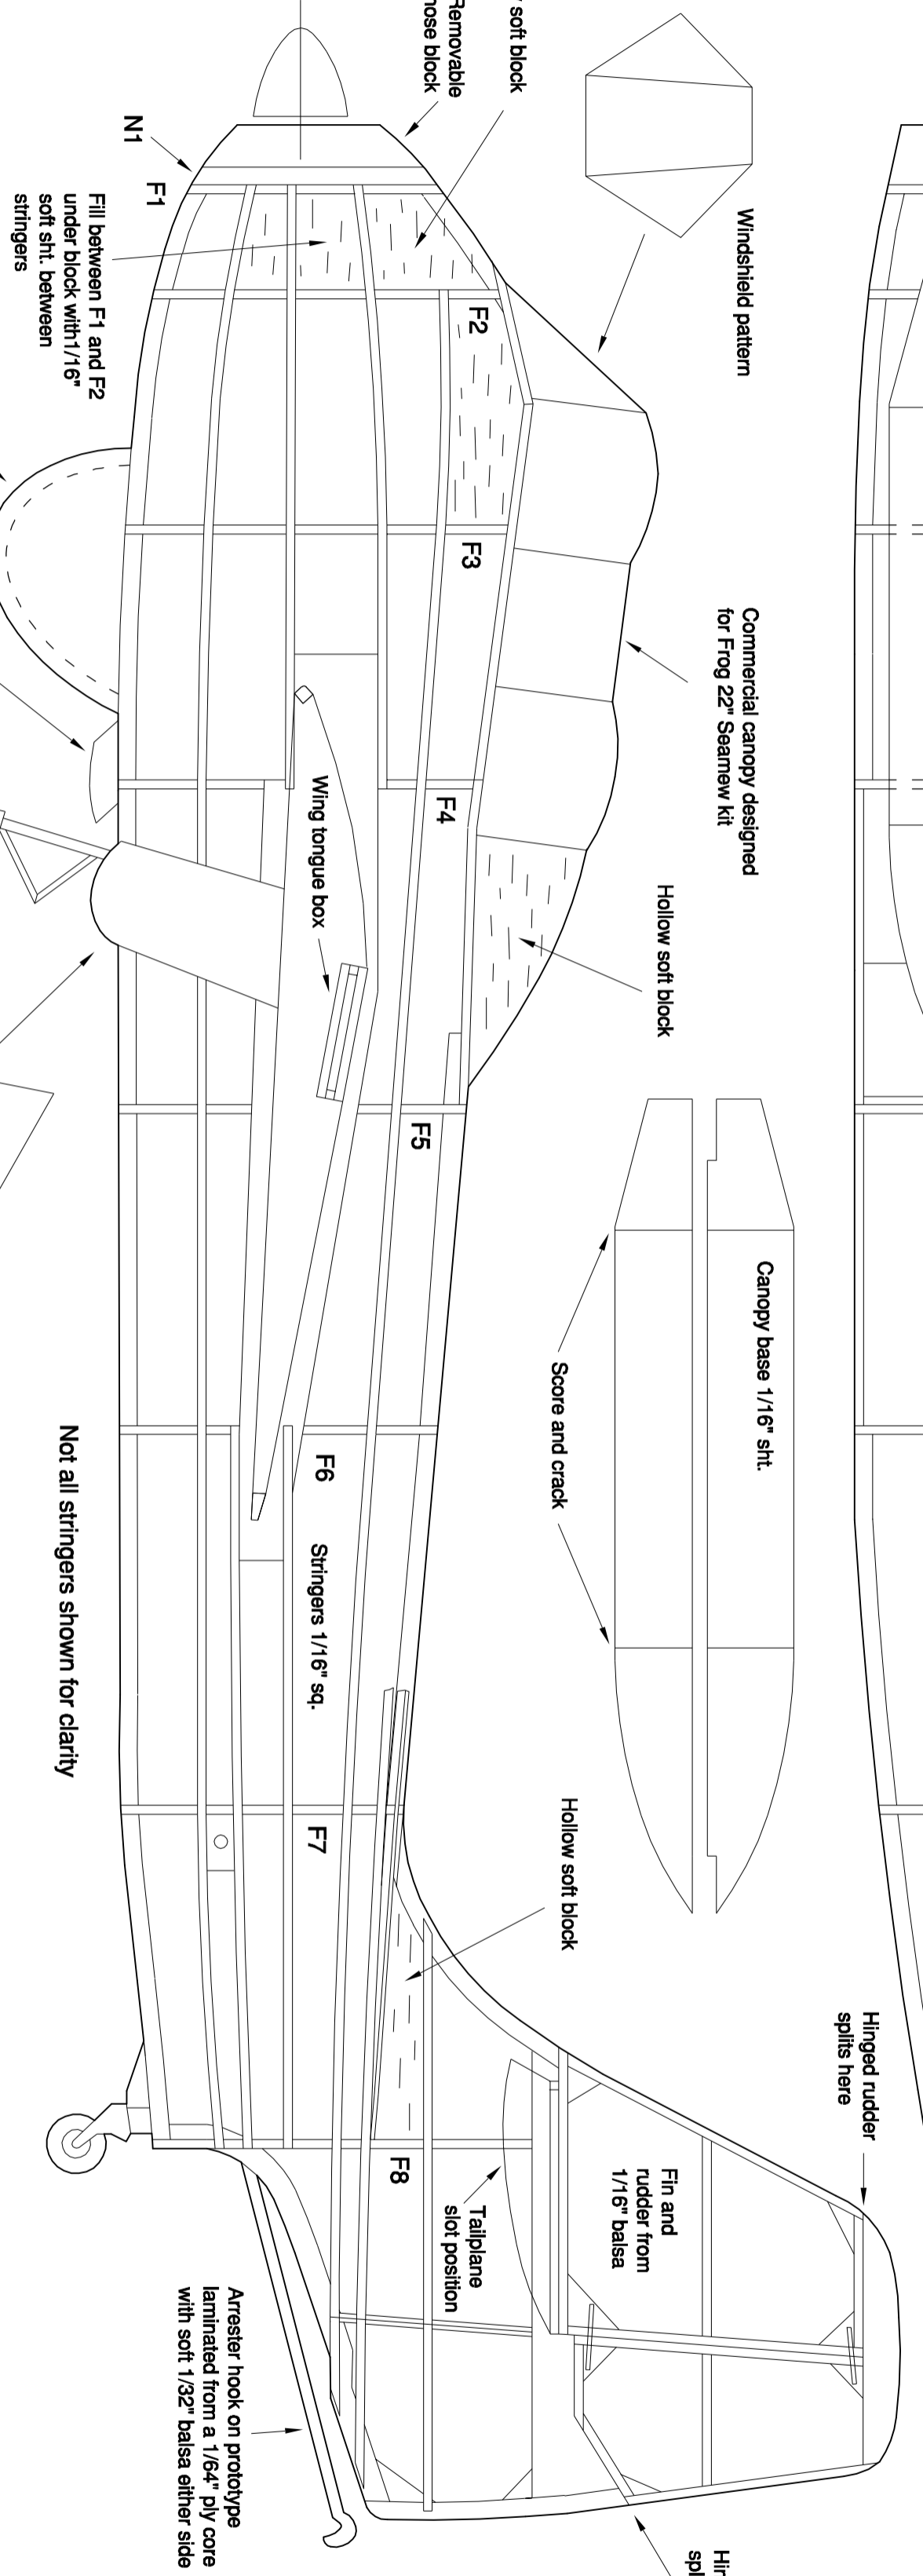 soft block
Removable
nose block
N1
F1
Fill between F1 and F2
under block with1/16"
soft sht. between
stringers
Windshield pattern
F2
F3
Commercial canopy designed
for Frog 22" Seamew kit
F4
Wing tongue box
Hollow soft block
F5
Canopy base 1/16" sht.
Score and crack
F6
Stringers 1/16" sq.
Not all stringers shown for clarity
F7
Hollow soft block
Hinged rudder
splits here
F8
Tailplane
slot position
Fin and
rudder from
1/16" balsa
Arrester hook on prototype
laminated from a 1/64" ply core
with soft 1/32" balsa either side